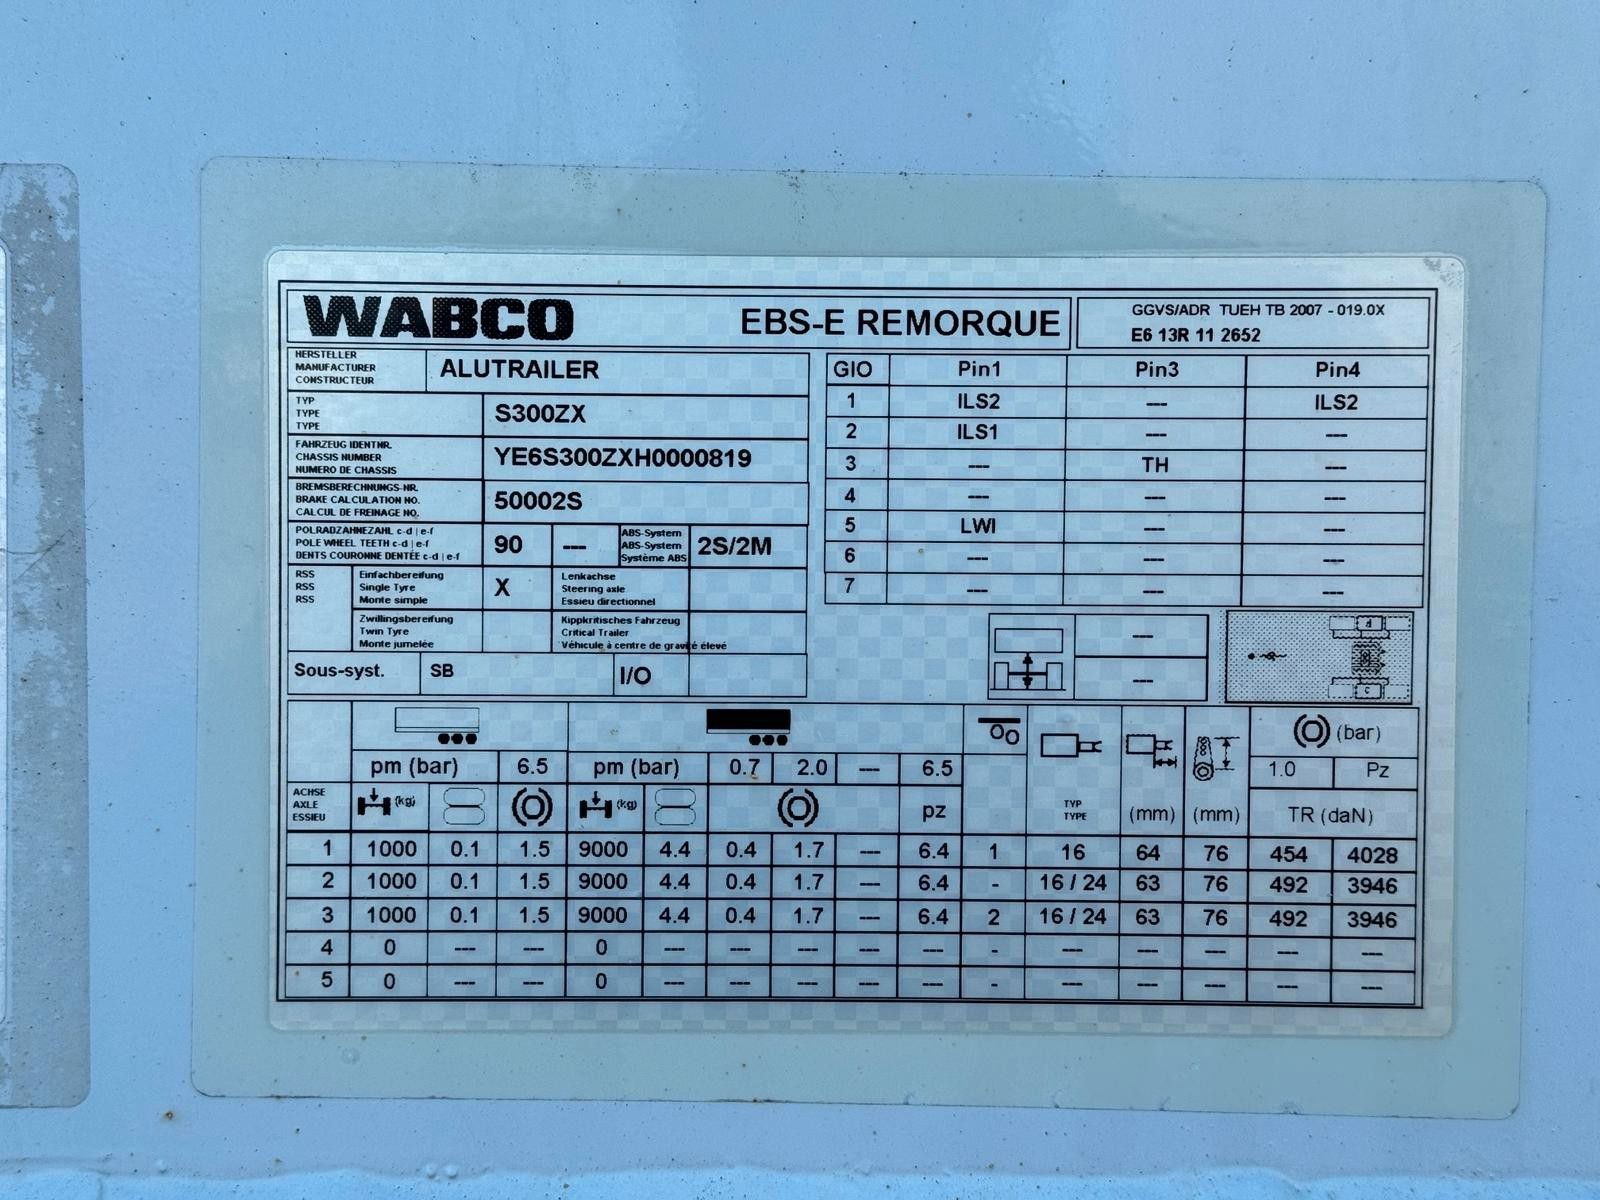 WABCO EBS-E REMORQUE
GGVS/ADR TUEH TB 2007 - 019.0X
E6 13R 11 2652
HERSTELLER
MANUFACTURER
CONSTRUCTEUR
ALUTRAILER
TYP
TYPE
TYPE
S300ZX
FAHRZEUG IDENTNR.
CHASSIS NUMBER
NUMERO DE CHASSIS
YE6S300ZXH0000819
BREMSBERECHNUNGS-NR.
BRAKE CALCULATION NO.
CALCUL DE FREINAGE NO.
50002S
POLRADZAHNEZAHL c-d | e-f
POLE WHEEL TEETH c-d | e-f
DENTS COURONNE DENTÉE c-d | e-f
90 ---
ABS-System
ABS-System
Système ABS
2S/2M
RSS
RSS
RSS
Einfachbereifung
Single Tyre
Monte simple
X
Lenkachse
Steering axle
Essieu directionnel
Zwillingsbereifung
Twin Tyre
Monte jumelée
Kippkritisches Fahrzeug
Critical Trailer
Véhicule à centre de gravité élevé
Sous-syst. SB I/O
GIO Pin1 Pin3 Pin4
1 ILS2 --- ILS2
2 ILS1 --- ---
3 --- TH ---
4 --- --- ---
5 LWI --- ---
6 --- --- ---
7 --- --- ---
---
---
d
c
(bar)
pm (bar) 6.5 pm (bar) 0.7 2.0 --- 6.5 1.0 Pz
ACHSE
AXLE
ESSIEU
(kg) (kg) pz
TYP
TYPE
(mm) (mm) TR (daN)
1 1000 0.1 1.5 9000 4.4 0.4 1.7 --- 6.4 1 16 64 76 454 4028
2 1000 0.1 1.5 9000 4.4 0.4 1.7 --- 6.4 - 16 / 24 63 76 492 3946
3 1000 0.1 1.5 9000 4.4 0.4 1.7 --- 6.4 2 16 / 24 63 76 492 3946
4 0 --- --- 0 --- --- --- --- --- - --- --- --- --- ---
5 0 --- --- 0 --- --- --- --- --- - --- --- --- --- ---